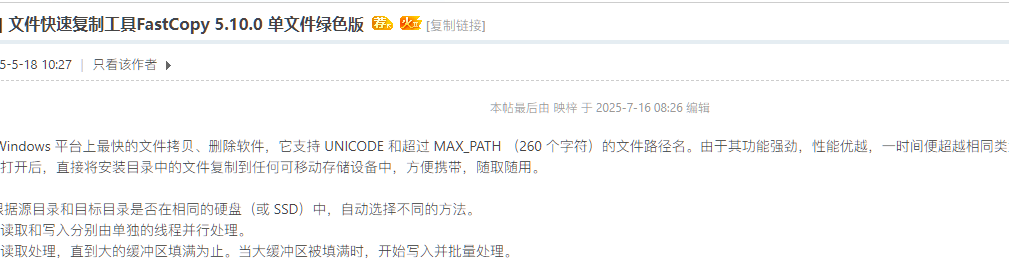 | 文件快速复制工具FastCopy 5.10.0 单文件绿色版 荐 火 [复制链接]
5-5-18 10:27 | 只看该作者
本帖最后由 映梓 于 2025-7-16 08:26 编辑
Windows 平台上最快的文件拷贝、删除软件，它支持 UNICODE 和超过 MAX_PATH （260 个字符）的文件路径名。由于其功能强劲，性能优越，一时间便超越相同类
打开后，直接将安装目录中的文件复制到任何可移动存储设备中，方便携带，随取随用。
根据源目录和目标目录是否在相同的硬盘（或 SSD）中，自动选择不同的方法。
读取和写入分别由单独的线程并行处理。
读取处理，直到大的缓冲区填满为止。当大缓冲区被填满时，开始写入并批量处理。